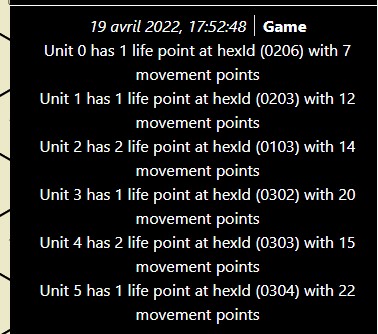 19 avril 2022, 17:52:48 | Game
Unit 0 has 1 life point at hexId (0206) with 7
movement points
Unit 1 has 1 life point at hexId (0203) with 12
movement points
Unit 2 has 2 life point at hexId (0103) with 14
movement points
Unit 3 has 1 life point at hexId (0302) with 20
movement points
Unit 4 has 2 life point at hexId (0303) with 15
movement points
Unit 5 has 1 life point at hexId (0304) with 22
movement points